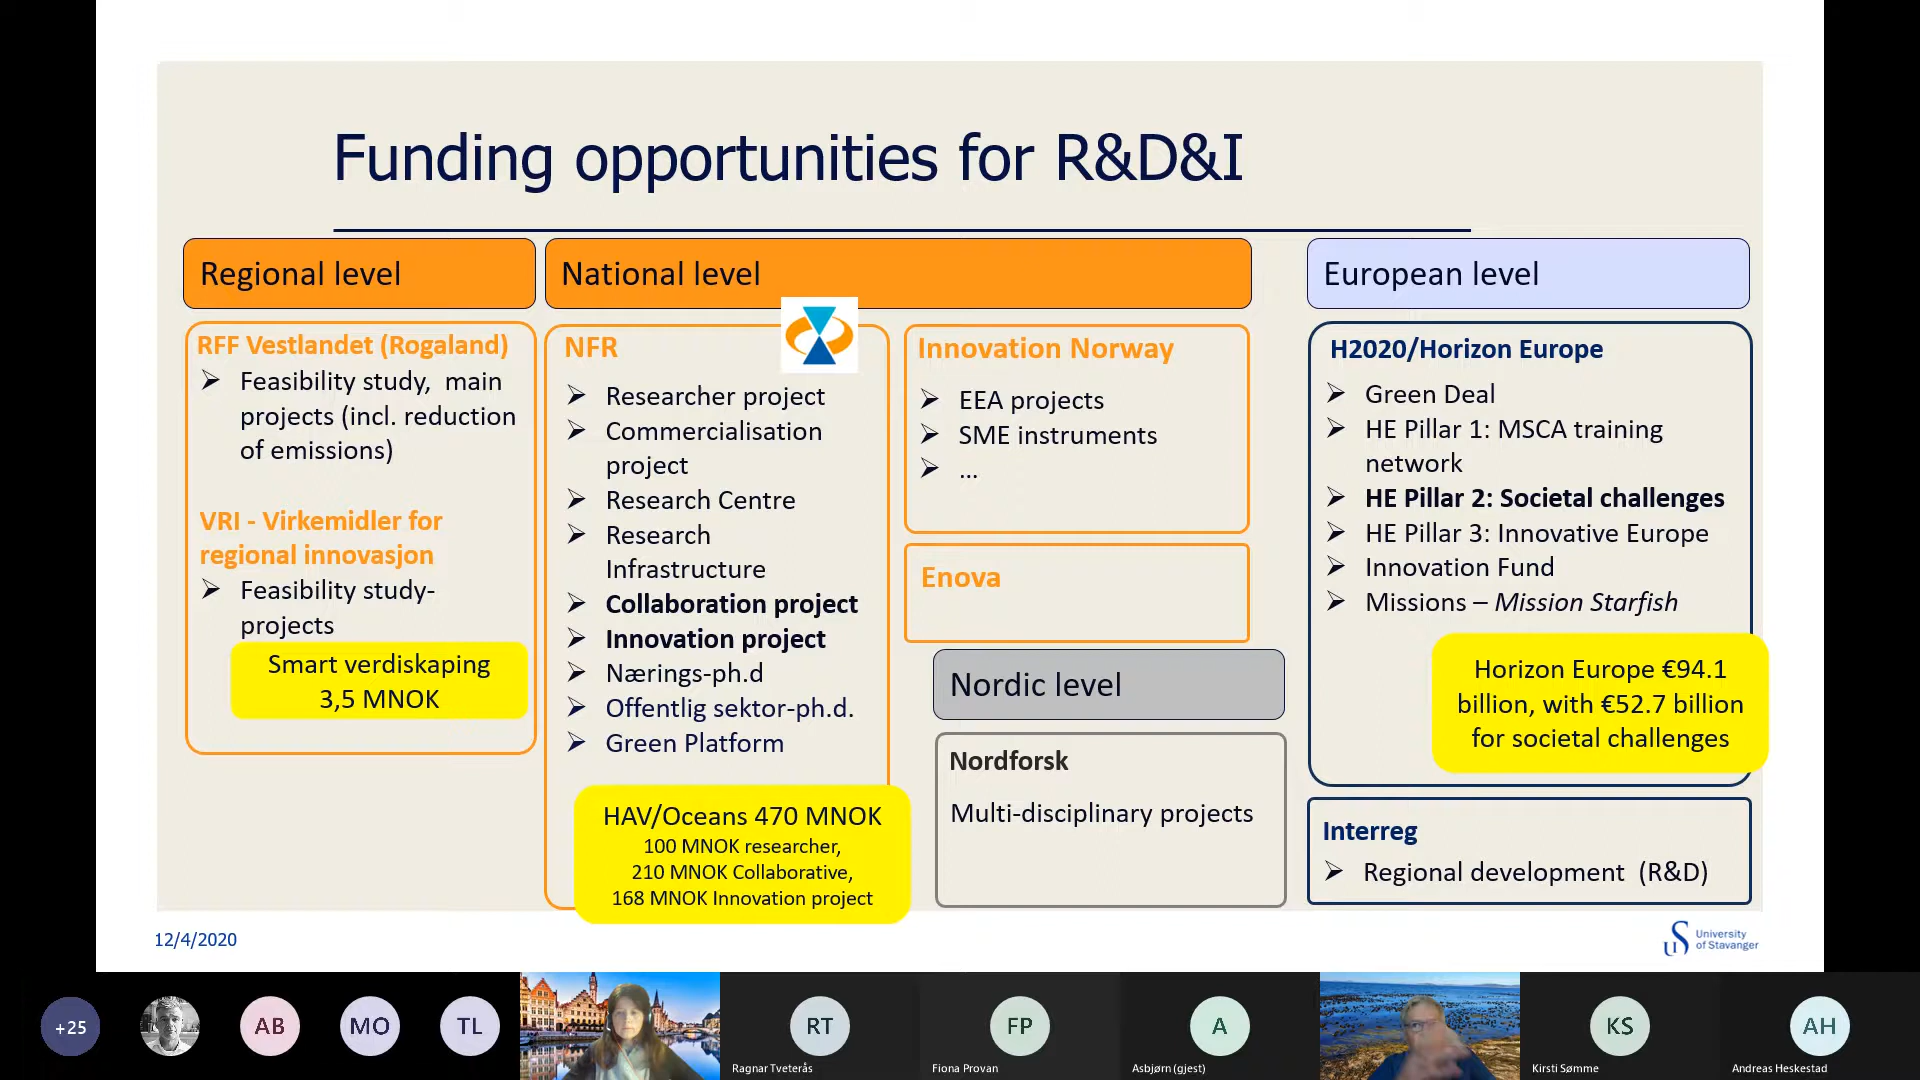 Funding opportunities for R&D&I
Regional level
RFF Vestlandet (Rogaland)
Feasibility study, main
projects (incl. reduction
of emissions)
VRI - Virkemidler for
regional innovasjon
Feasibility study-
projects
Smart verdiskaping
3,5 MNOK
National level
NFR
Researcher project
Commercialisation
project
Research Centre
Research
Infrastructure
Collaboration project
Innovation project
Nærings-ph.d
Offentlig sektor-ph.d.
Green Platform
HAV/Oceans 470 MNOK
100 MNOK researcher,
210 MNOK Collaborative,
168 MNOK Innovation project
Innovation Norway
EEA projects
SME instruments
...
Enova
Nordic level
Nordforsk
Multi-disciplinary projects
European level
H2020/Horizon Europe
Green Deal
HE Pillar 1: MSCA training
network
HE Pillar 2: Societal challenges
HE Pillar 3: Innovative Europe
Innovation Fund
Missions – Mission Starfish
Horizon Europe €94.1
billion, with €52.7 billion
for societal challenges
Interreg
Regional development (R&D)
12/4/2020
University
of Stavanger
+25
AB
MO
TL
RT
Ragnar Tveterås
FP
Fiona Provan
A
Asbjørn (gjest)
KS
Kirsti Sømme
AH
Andreas Heskestad